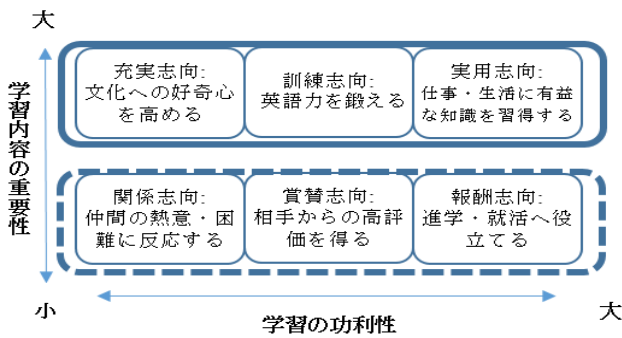 大
学習内容の重要性
充実志向:
文化への好奇心
を高める
訓練志向:
英語力を鍛える
実用志向:
仕事・生活に有益
な知識を習得する
関係志向:
仲間の熱意・困
難に反応する
賞賛志向:
相手からの高評
価を得る
報酬志向:
進学・就活へ役
立てる
小
学習の功利性
大